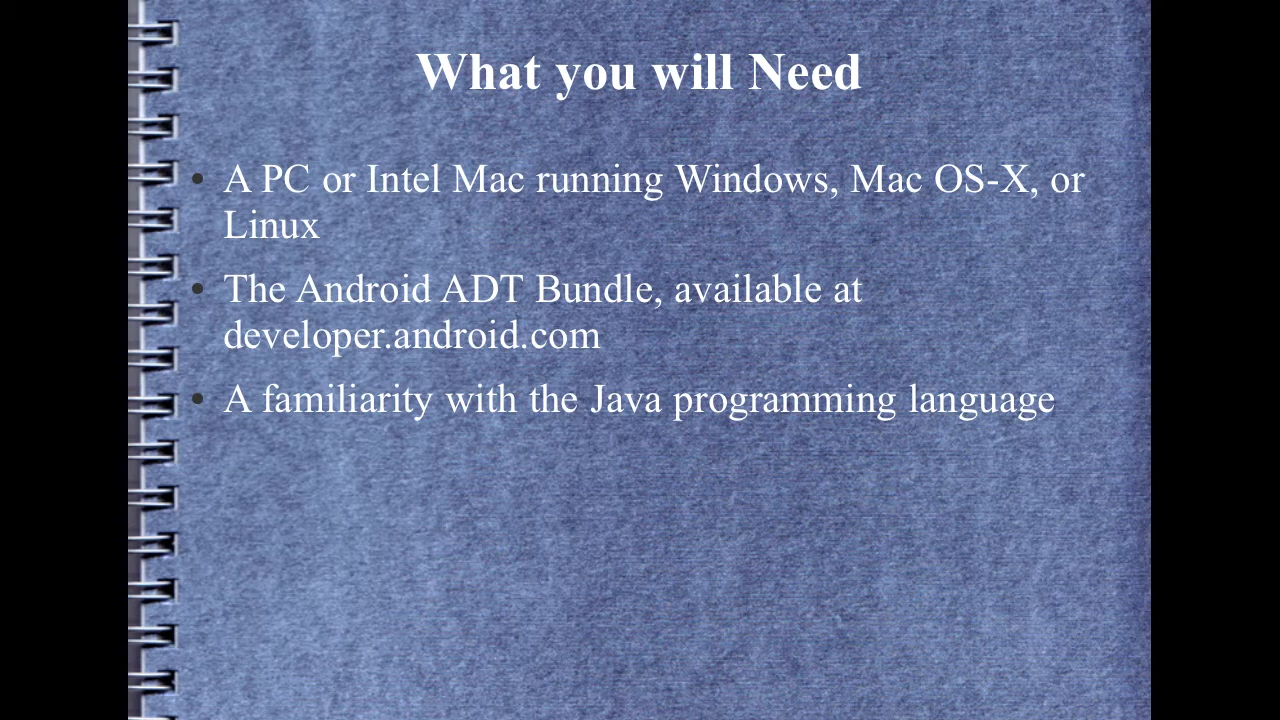 What you will Need
• A PC or Intel Mac running Windows, Mac OS-X, or
Linux
• The Android ADT Bundle, available at
developer.android.com
• A familiarity with the Java programming language